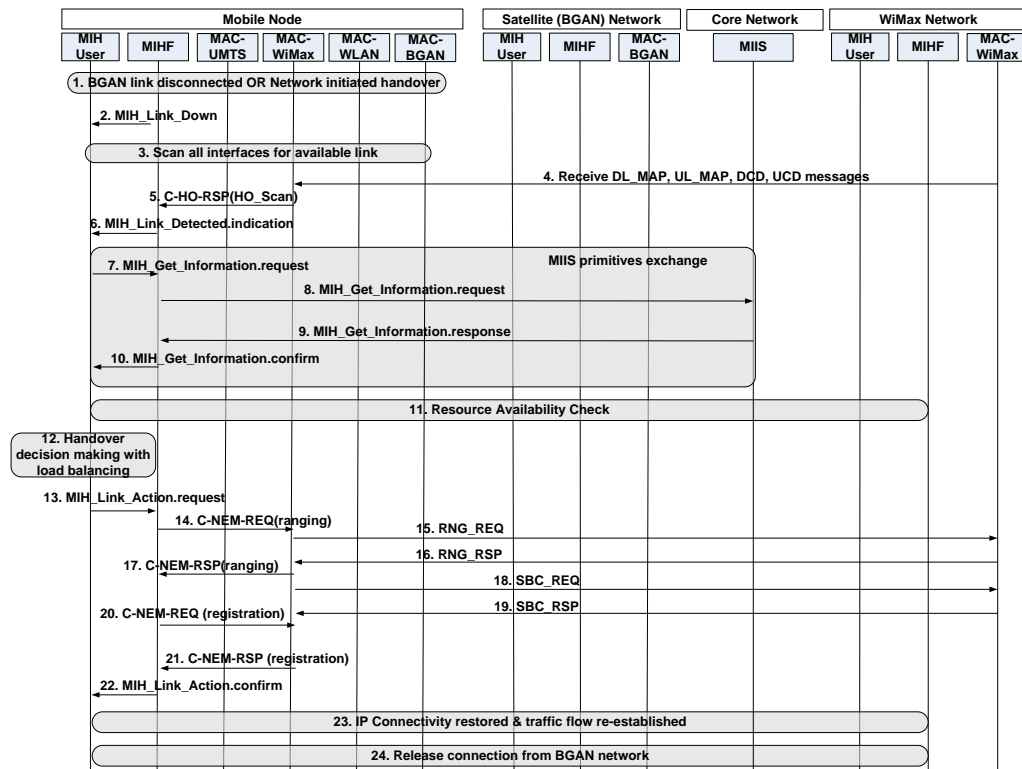 Mobile Node
Satellite (BGAN) Network
Core Network
WiMax Network
MIH User
MIHF
MAC-UMTS
MAC-WiMax
MAC-WLAN
MAC-BGAN
MIH User
MIHF
MAC-BGAN
MIIS
MIH User
MIHF
MAC-WiMax
1. BGAN link disconnected OR Network initiated handover
2. MIH_Link_Down
3. Scan all interfaces for available link
4. Receive DL_MAP, UL_MAP, DCD, UCD messages
5. C-HO-RSP(HO_Scan)
6. MIH_Link_Detected.indication
MIIS primitives exchange
7. MIH_Get_Information.request
8. MIH_Get_Information.request
9. MIH_Get_Information.response
10. MIH_Get_Information.confirm
11. Resource Availability Check
12. Handover
decision making with
load balancing
13. MIH_Link_Action.request
14. C-NEM-REQ(ranging)
15. RNG_REQ
16. RNG_RSP
17. C-NEM-RSP(ranging)
18. SBC_REQ
19. SBC_RSP
20. C-NEM-REQ (registration)
21. C-NEM-RSP (registration)
22. MIH_Link_Action.confirm
23. IP Connectivity restored & traffic flow re-established
24. Release connection from BGAN network